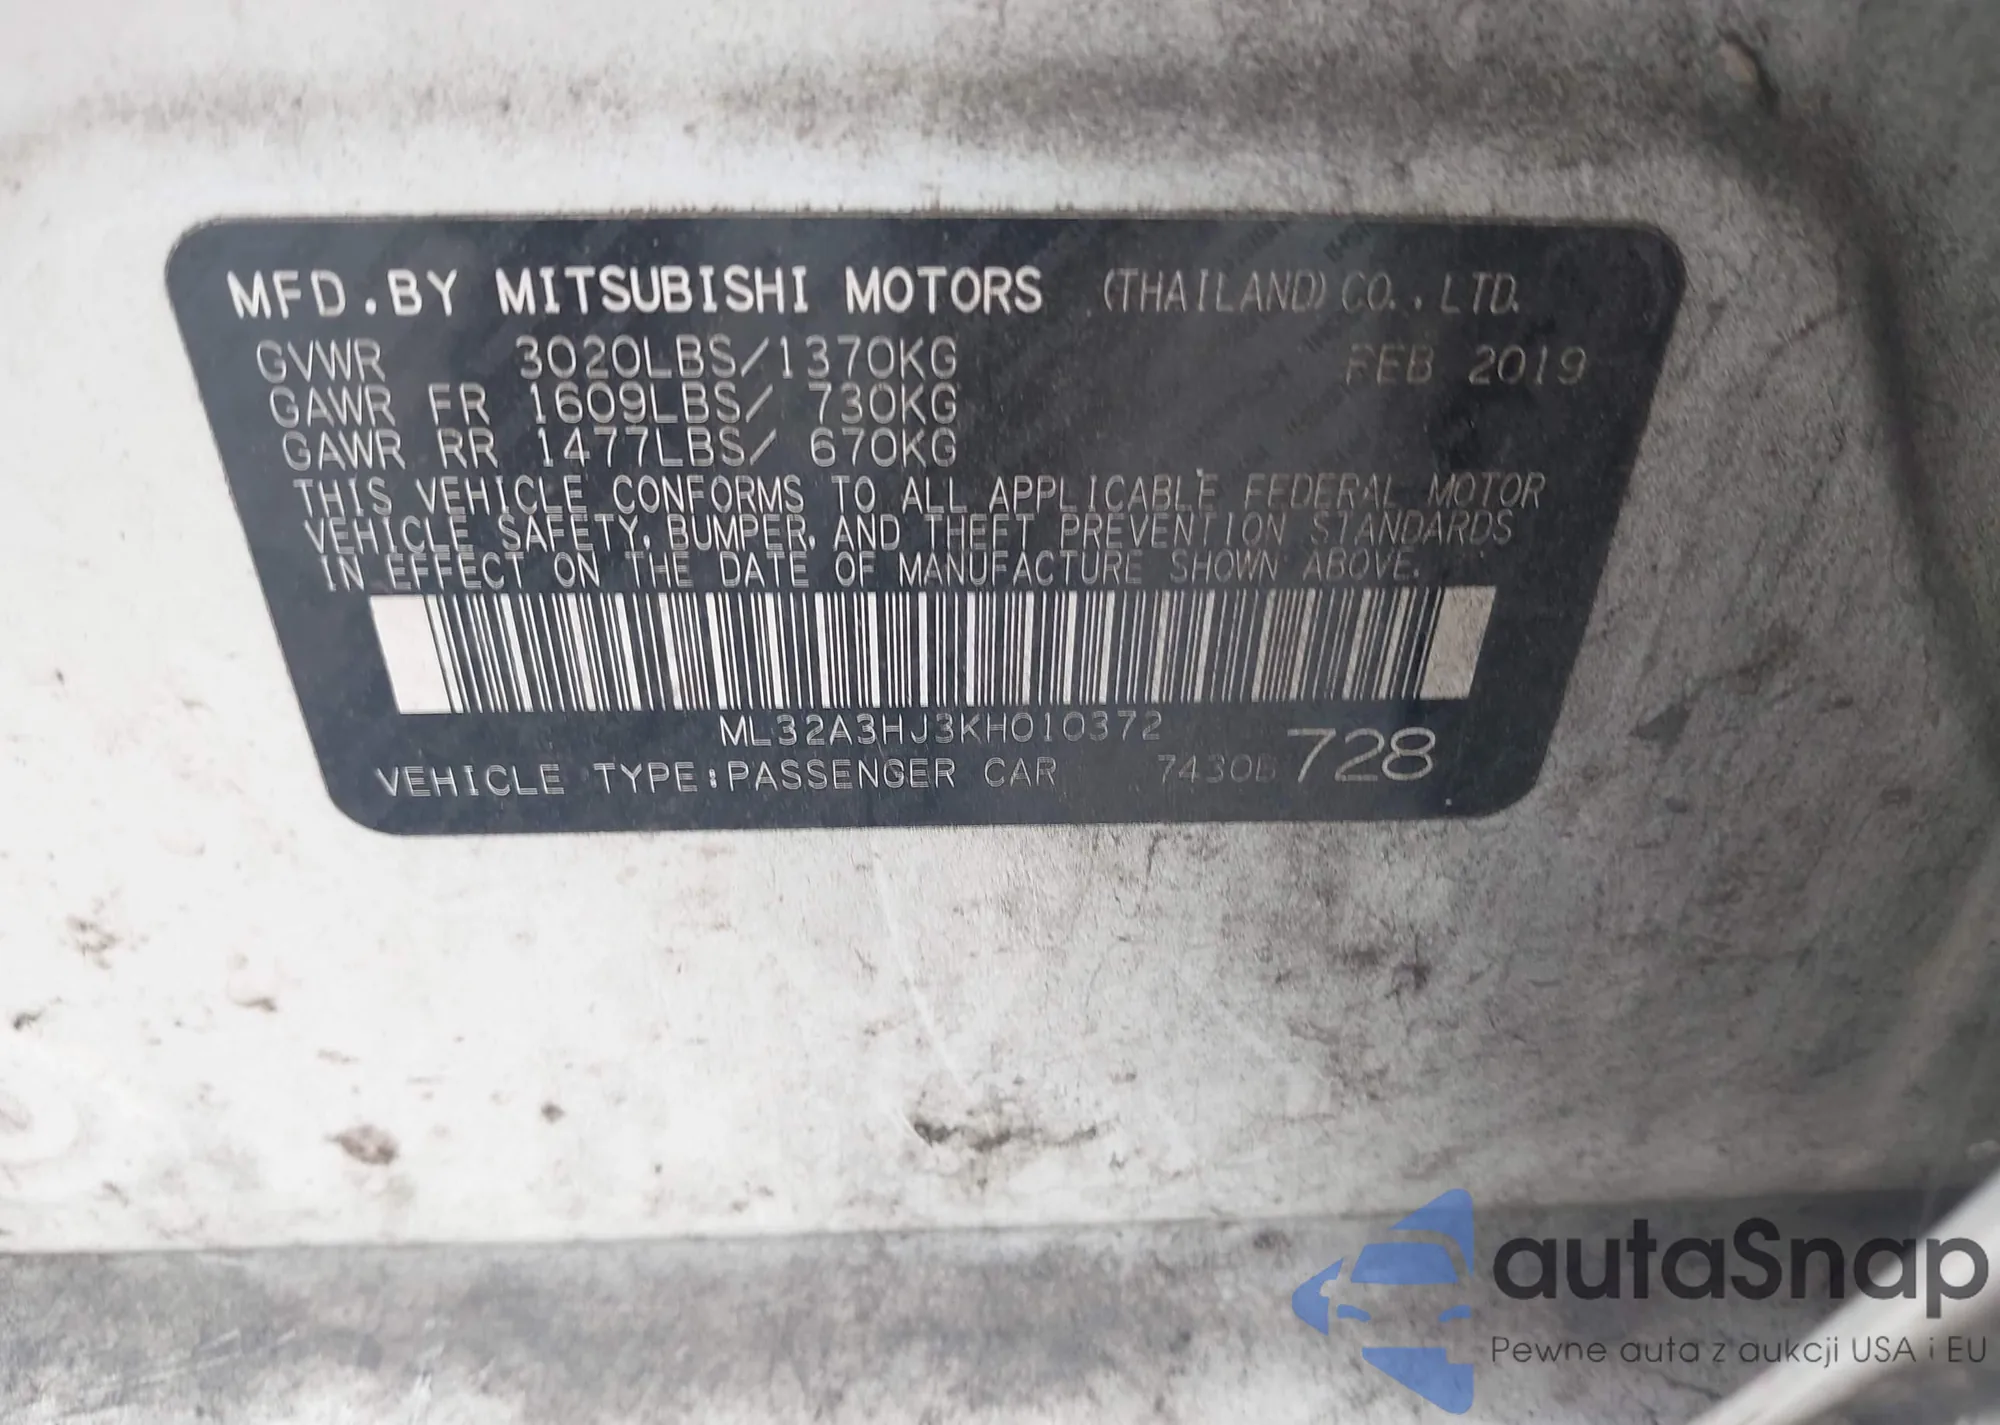 MFD.BY MITSUBISHI MOTORS (THAILAND) CO.,LTD.
GVWR 3020LBS/1370KG FEB 2019
GAWR FR 1609LBS/ 730KG
GAWR RR 1477LBS/ 670KG
THIS VEHICLE CONFORMS TO ALL APPLICABLE FEDERAL MOTOR
VEHICLE SAFETY, BUMPER, AND THEFT PREVENTION STANDARDS
IN EFFECT ON THE DATE OF MANUFACTURE SHOWN ABOVE.
ML32A3HJ3KH010372
VEHICLE TYPE:PASSENGER CAR 7430B 728
autaSnap
Pewne auta z aukcji USA i EU